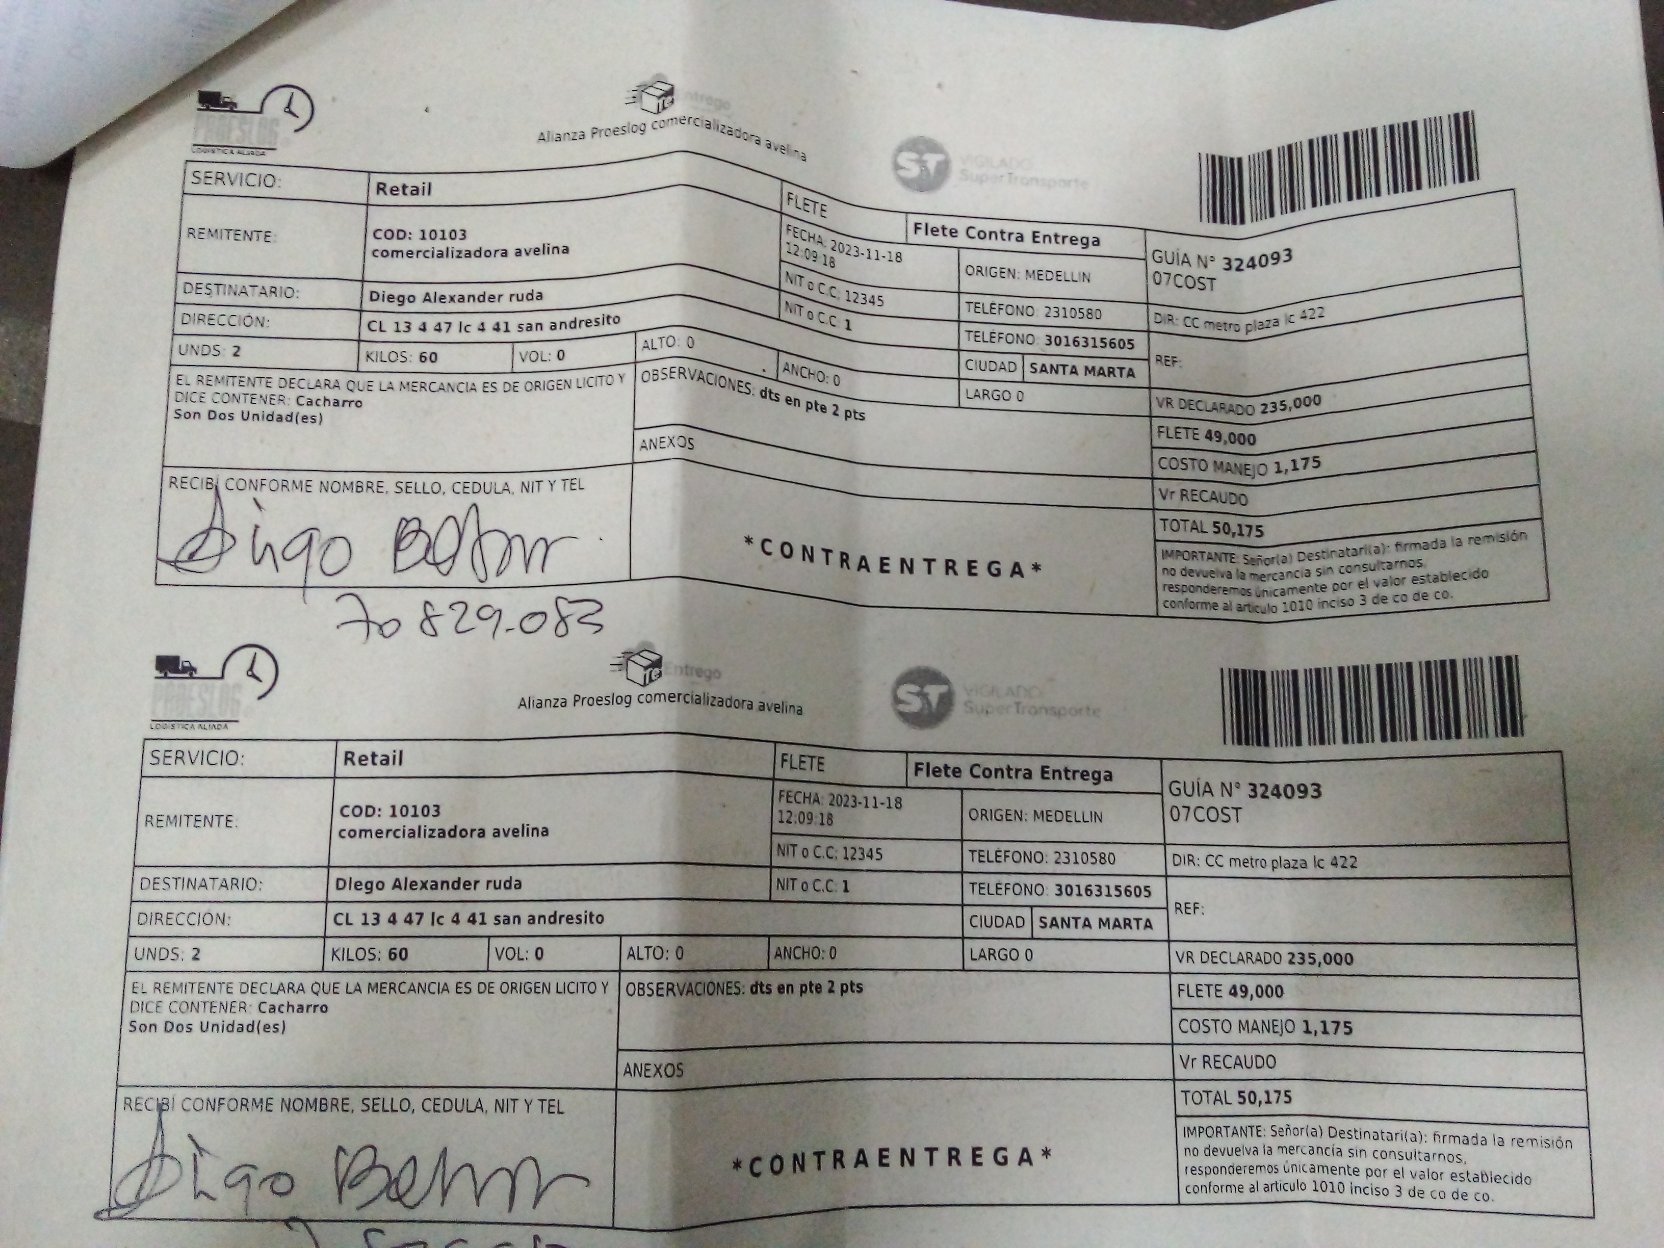 PROESLOG
LOGISTICA ALIADA
Entrego
Alianza Proeslog comercializadora avelina
ST VIGILADO
SuperTransporte
SERVICIO: Retail FLETE Flete Contra Entrega
REMITENTE: COD: 10103
comercializadora avelina
FECHA: 2023-11-18
12:09:18
ORIGEN: MEDELLIN
GUÍA N° 324093
07COST
NIT o C.C. 12345 TELÉFONO: 2310580 DIR: CC metro plaza lc 422
DESTINATARIO: Diego Alexander ruda NIT o C.C. 1 TELÉFONO: 3016315605 REF:
DIRECCIÓN: CL 13 4 47 lc 4 41 san andresito CIUDAD SANTA MARTA
UNDS: 2 KILOS: 60 VOL: 0 ALTO: 0 ANCHO: 0 LARGO 0 VR DECLARADO 235,000
EL REMITENTE DECLARA QUE LA MERCANCIA ES DE ORIGEN LICITO Y
DICE CONTENER: Cacharro
Son Dos Unidad(es)
OBSERVACIONES: dts en pte 2 pts
FLETE 49,000
COSTO MANEJO 1,175
ANEXOS
Vr RECAUDO
TOTAL 50,175
RECIBÍ CONFORME NOMBRE, SELLO, CEDULA, NIT Y TEL
*CONTRAENTREGA*
IMPORTANTE: Señor(a) Destinatari(a): firmada la remisión
no devuelva la mercancia sin consultarnos,
responderemos únicamente por el valor establecido
conforme al articulo 1010 inciso 3 de co de co.
70829.083
PROESLOG
LOGISTICA ALIADA
Entrego
Alianza Proeslog comercializadora avelina
ST VIGILADO
SuperTransporte
SERVICIO: Retail FLETE Flete Contra Entrega
REMITENTE: COD: 10103
comercializadora avelina
FECHA: 2023-11-18
12:09:18
ORIGEN: MEDELLIN
GUÍA N° 324093
07COST
NIT o C.C. 12345 TELÉFONO: 2310580 DIR: CC metro plaza lc 422
DESTINATARIO: Diego Alexander ruda NIT o C.C. 1 TELÉFONO: 3016315605 REF:
DIRECCIÓN: CL 13 4 47 lc 4 41 san andresito CIUDAD SANTA MARTA
UNDS: 2 KILOS: 60 VOL: 0 ALTO: 0 ANCHO: 0 LARGO 0 VR DECLARADO 235,000
EL REMITENTE DECLARA QUE LA MERCANCIA ES DE ORIGEN LICITO Y
DICE CONTENER: Cacharro
Son Dos Unidad(es)
OBSERVACIONES: dts en pte 2 pts
FLETE 49,000
COSTO MANEJO 1,175
ANEXOS
Vr RECAUDO
TOTAL 50,175
RECIBÍ CONFORME NOMBRE, SELLO, CEDULA, NIT Y TEL
*CONTRAENTREGA*
IMPORTANTE: Señor(a) Destinatari(a): firmada la remisión
no devuelva la mercancia sin consultarnos,
responderemos únicamente por el valor establecido
conforme al articulo 1010 inciso 3 de co de co.